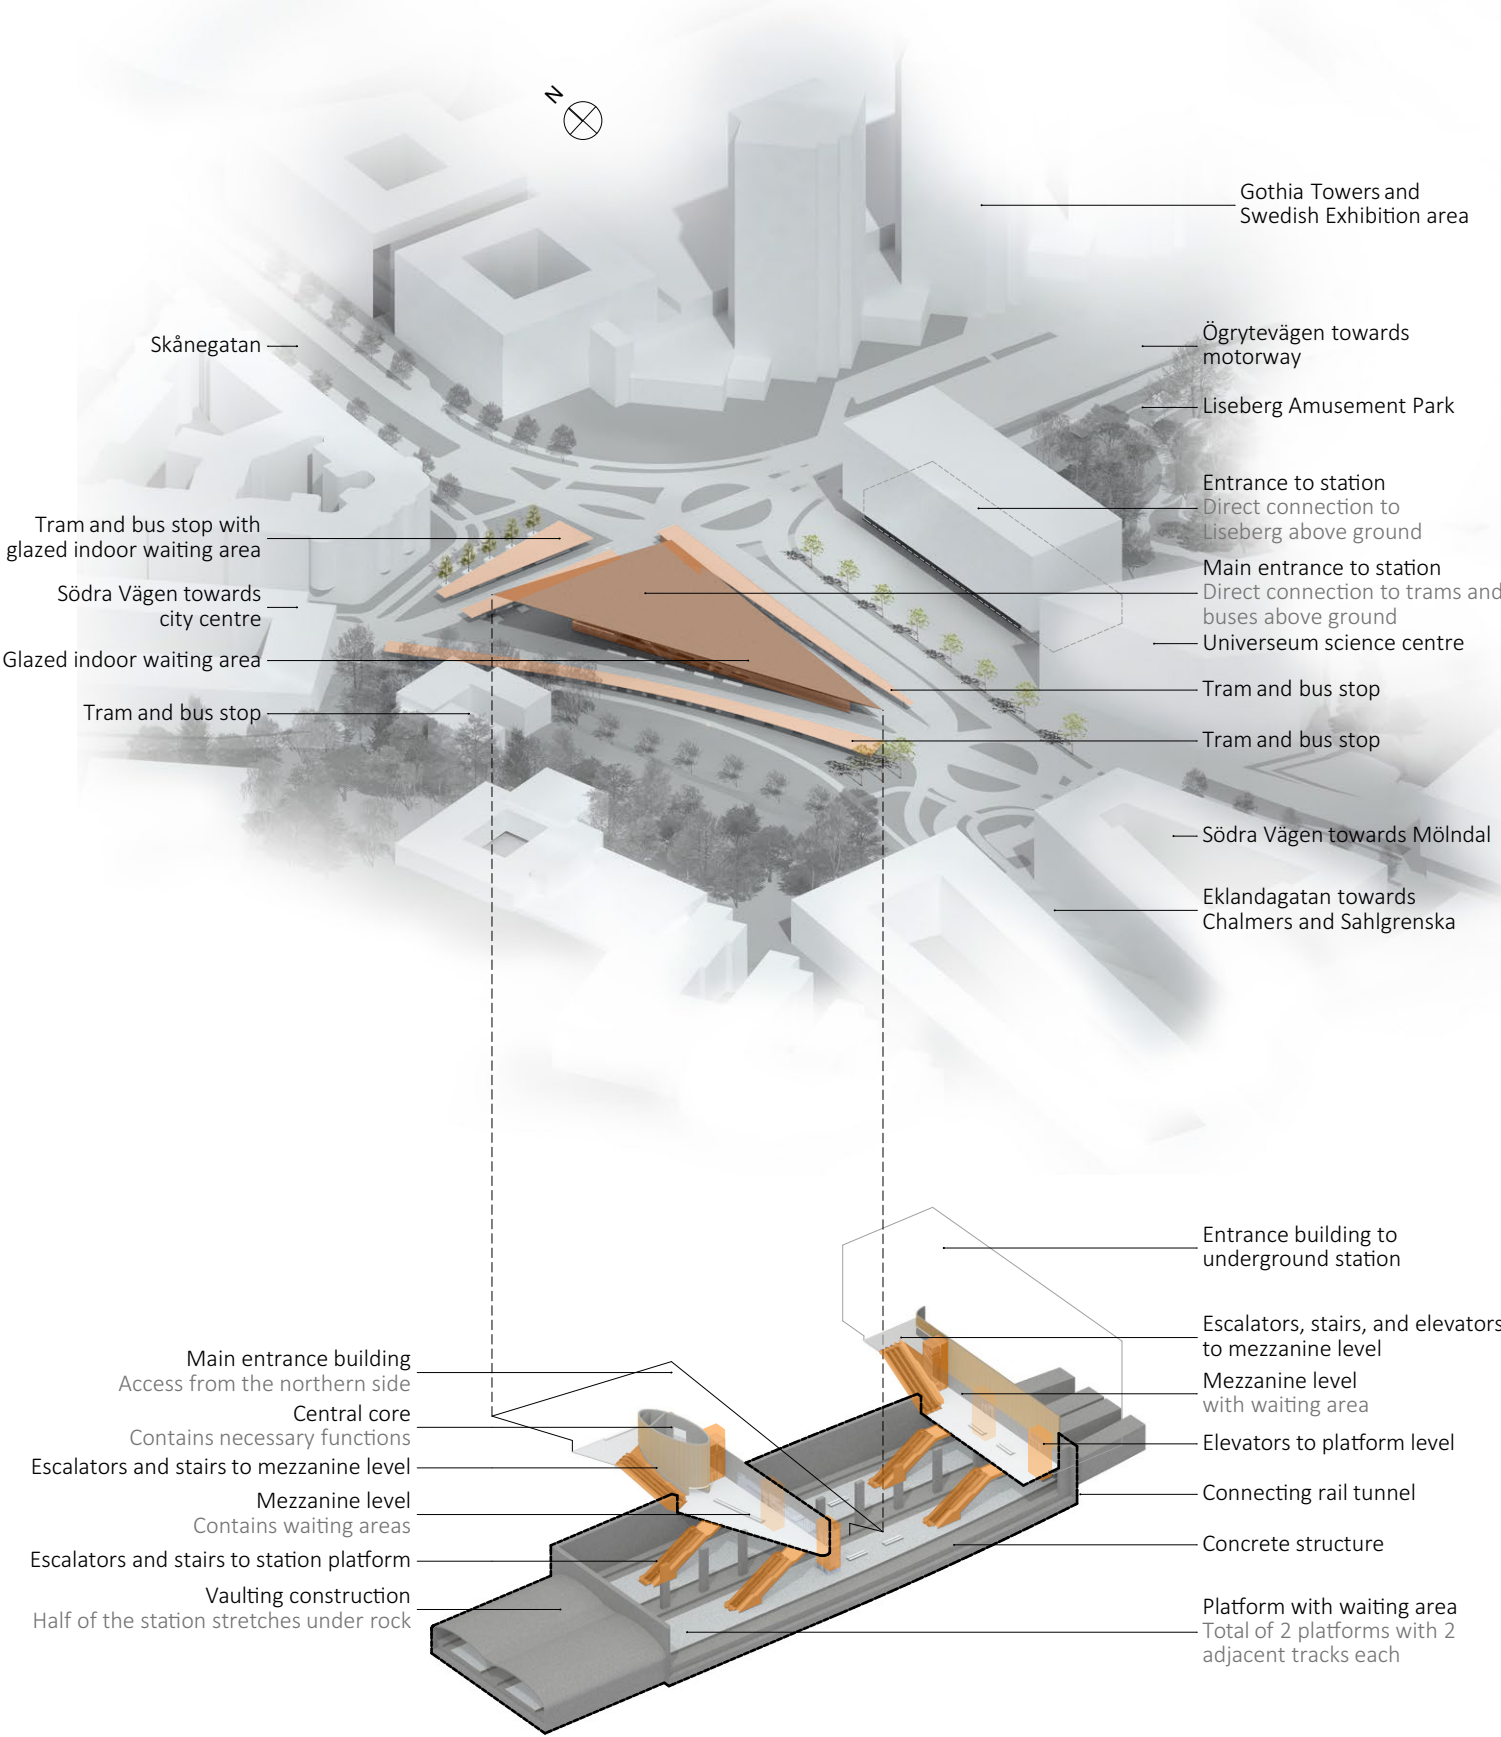 N
Gothia Towers and
Swedish Exhibition area
Skånegatan
Ögrytevägen towards
motorway
Liseberg Amusement Park
Entrance to station
Direct connection to
Liseberg above ground
Tram and bus stop with
glazed indoor waiting area
Main entrance to station
Direct connection to trams and
buses above ground
Södra Vägen towards
city centre
Universeum science centre
Glazed indoor waiting area
Tram and bus stop
Tram and bus stop
Tram and bus stop
Södra Vägen towards Mölndal
Eklandagatan towards
Chalmers and Sahlgrenska
Entrance building to
underground station
Escalators, stairs, and elevators
to mezzanine level
Main entrance building
Access from the northern side
Mezzanine level
with waiting area
Central core
Contains necessary functions
Elevators to platform level
Escalators and stairs to mezzanine level
Mezzanine level
Contains waiting areas
Connecting rail tunnel
Escalators and stairs to station platform
Concrete structure
Vaulting construction
Half of the station stretches under rock
Platform with waiting area
Total of 2 platforms with 2
adjacent tracks each